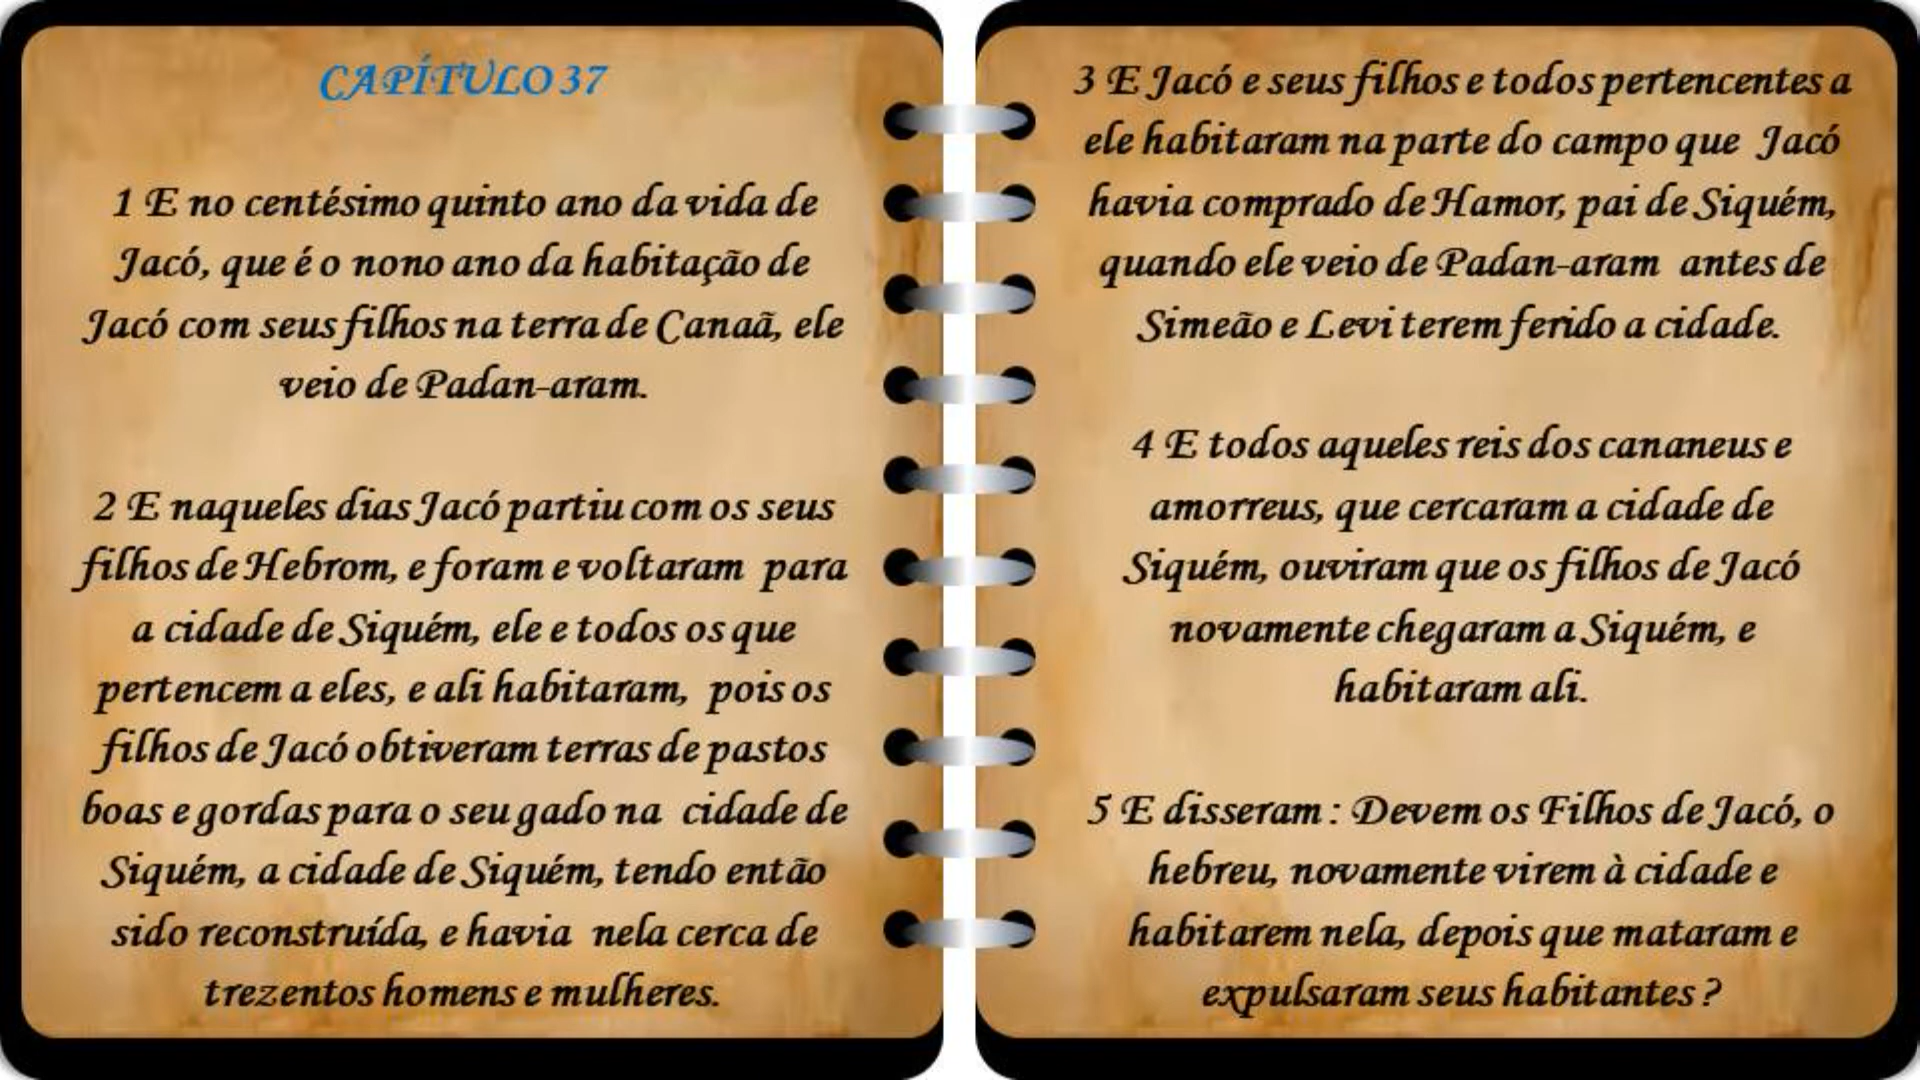 CAPÍTULO 37
1 E no centésimo quinto ano da vida de
Jacó, que é o nono ano da habitação de
Jacó com seus filhos na terra de Canaã, ele
veio de Padan-aram.
2 E naqueles dias Jacó partiu com os seus
filhos de Hebrom, e foram e voltaram para
a cidade de Siquém, ele e todos os que
pertencem a eles, e ali habitaram, pois os
filhos de Jacó obtiveram terras de pastos
boas e gordas para o seu gado na cidade de
Siquém, a cidade de Siquém, tendo então
sido reconstruída, e havia nela cerca de
trezentos homens e mulheres.
3 E Jacó e seus filhos e todos pertencentes a
ele habitaram na parte do campo que Jacó
havia comprado de Hamor, pai de Siquém,
quando ele veio de Padan-aram antes de
Simeão e Levi terem ferido a cidade.
4 E todos aqueles reis dos cananeus e
amorreus, que cercaram a cidade de
Siquém, ouviram que os filhos de Jacó
novamente chegaram a Siquém, e
habitaram ali.
5 E disseram : Devem os Filhos de Jacó, o
hebreu, novamente virem à cidade e
habitarem nela, depois que mataram e
expulsaram seus habitantes ?